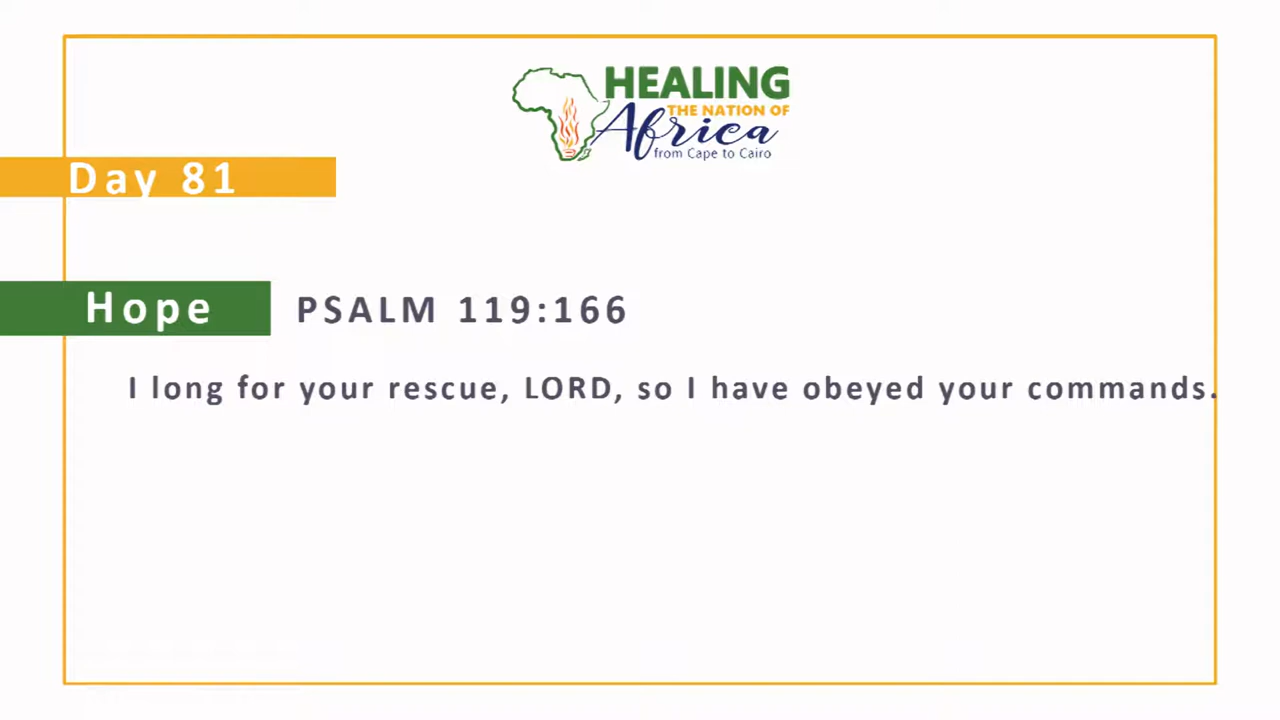 HEALING
THE NATION OF
Africa
from Cape to Cairo
Day 81
Hope PSALM 119:166
I long for your rescue, LORD, so I have obeyed your commands.